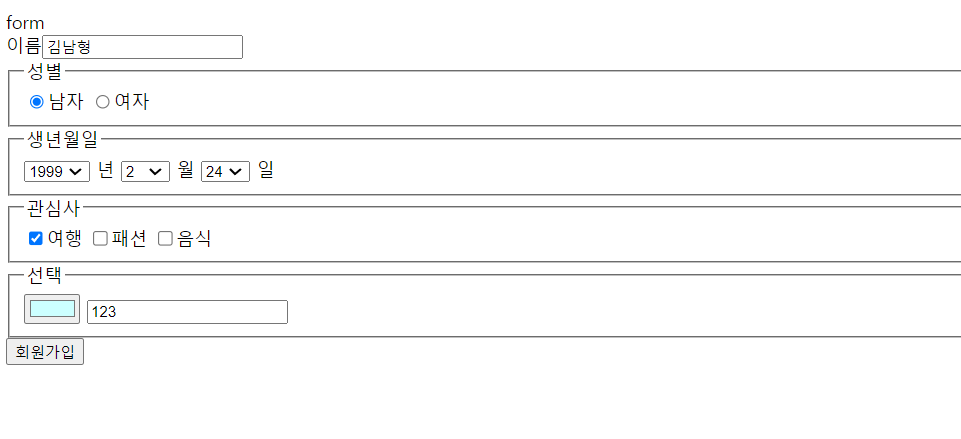 form
이름 김남형
성별
남자 여자
생년월일
1999 년 2 월 24 일
관심사
여행 패션 음식
선택
123
회원가입